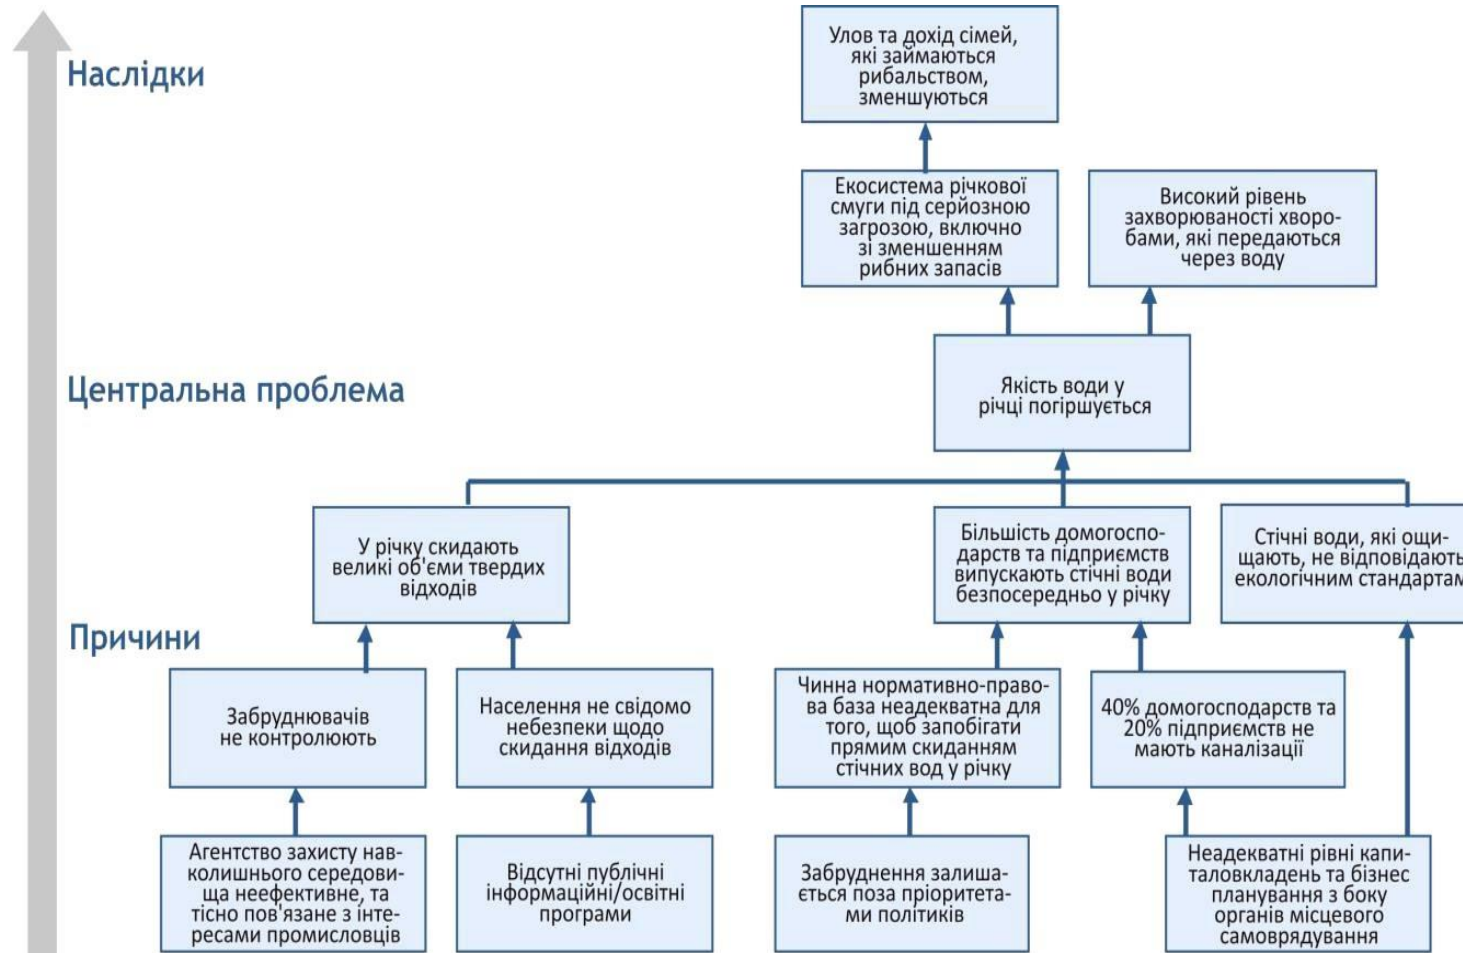 Наслідки
Улов та дохід сімей,
які займаються
рибальством,
зменшуються
Екосистема річкової
смуги під серйозною
загрозою, включно
зі зменшенням
рибних запасів
Високий рівень
захворюваності хворо-
бами, які передаються
через воду
Центральна проблема
Якість води у
річці погіршується
Причини
У річку скидають
великі об'єми твердих
відходів
Більшість домогоспо-
дарств та підприємств
випускають стічні води
безпосередньо у річку
Стічні води, які ощи-
щають, не відповідають
екологічним стандартам
Забруднювачів
не контролюють
Населення не свідомо
небезпеки щодо
скидання відходів
Чинна нормативно-право-
ва база неадекватна для
того, щоб запобігати
прямим скиданням
стічних вод у річку
40% домогосподарств та
20% підприємств не
мають каналізації
Агентство захисту нав-
колишнього середови-
ща неефективне, та
тісно пов'язане з інте-
ресами промисловців
Відсутні публічні
інформаційні/освітні
програми
Забруднення залиша-
ється поза пріоритета-
ми політиків
Неадекватні рівні капи-
таловкладень та бізнес
планування з боку
органів місцевого
самоврядування